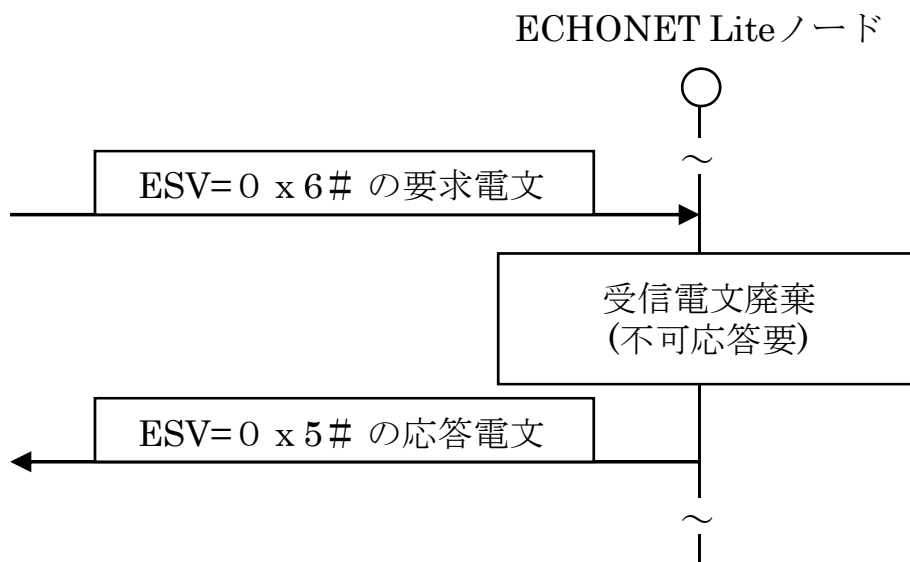 ECHONET Liteノード
～
ESV=０ｘ6＃ の要求電文
受信電文廃棄
(不可応答要)
ESV=０ｘ5＃ の応答電文
～